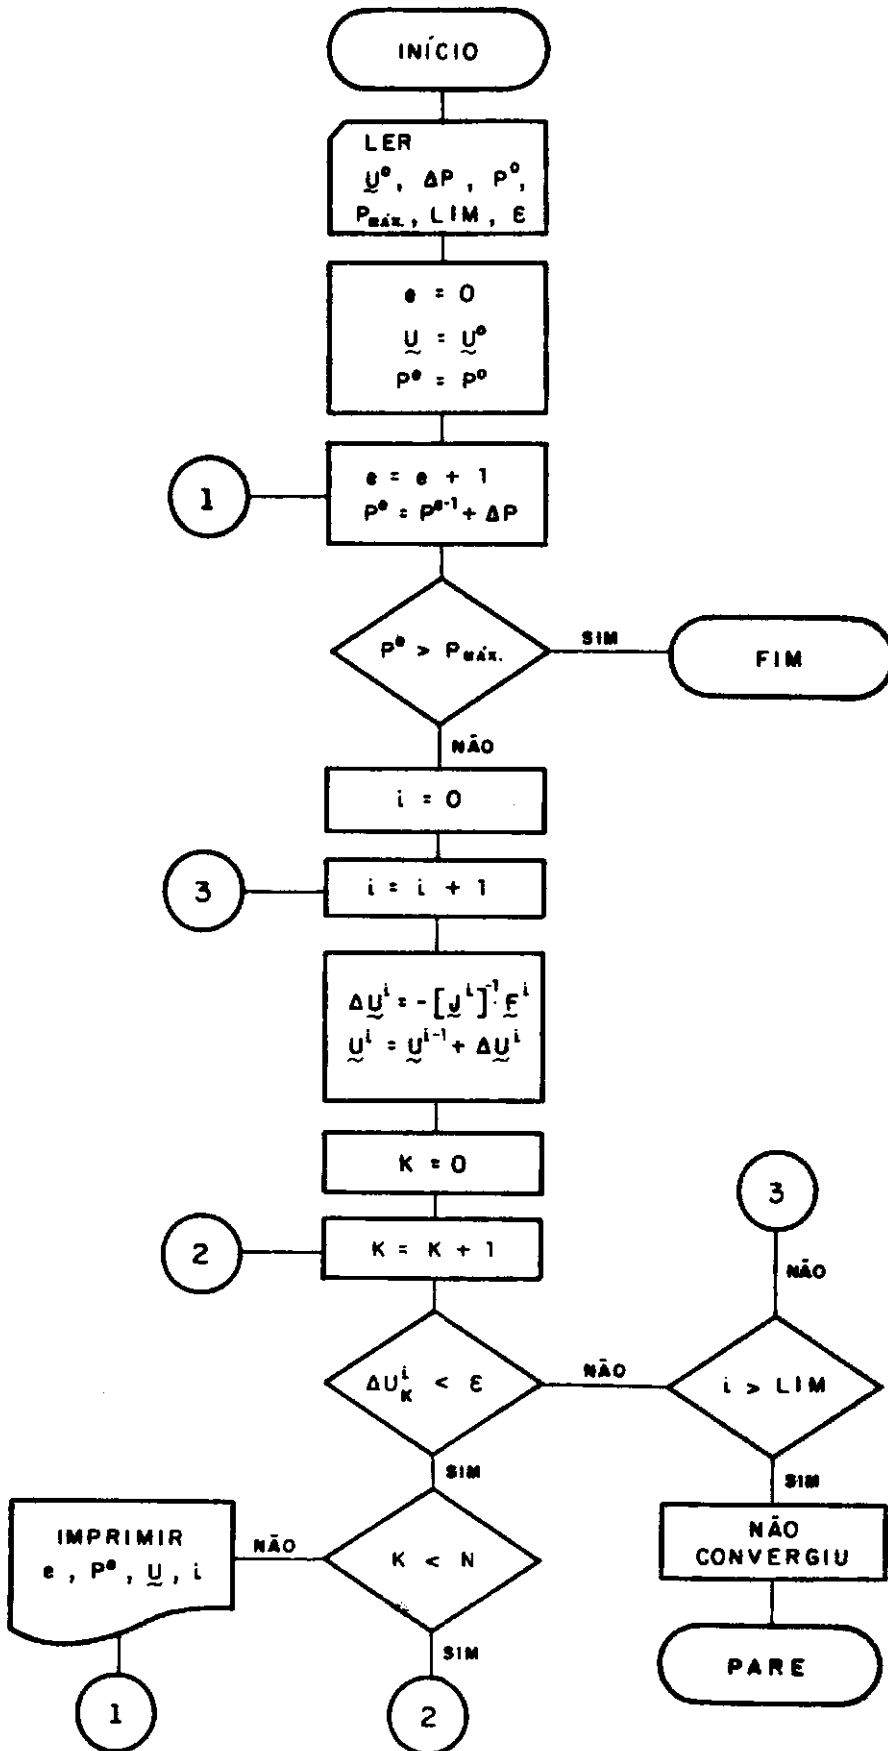 INÍCIO
LER
U⁰, ΔP, P⁰,
Pmáx., LIM, E
e = 0
U = U⁰
Pᵉ = P⁰
1
e = e + 1
Pᵉ = Pᵉ⁻¹ + ΔP
Pᵉ > Pmáx.
SIM
FIM
NÃO
i = 0
3
i = i + 1
ΔUⁱ = -[Jⁱ]⁻¹. Fⁱ
Uⁱ = Uⁱ⁻¹ + ΔUⁱ
K = 0
3
2
K = K + 1
NÃO
ΔUⁱ_K < ε
NÃO
i > LIM
SIM
SIM
IMPRIMIR
e, Pᵉ, U, i
NÃO
K < N
NÃO
CONVERGIU
SIM
PARE
1
2